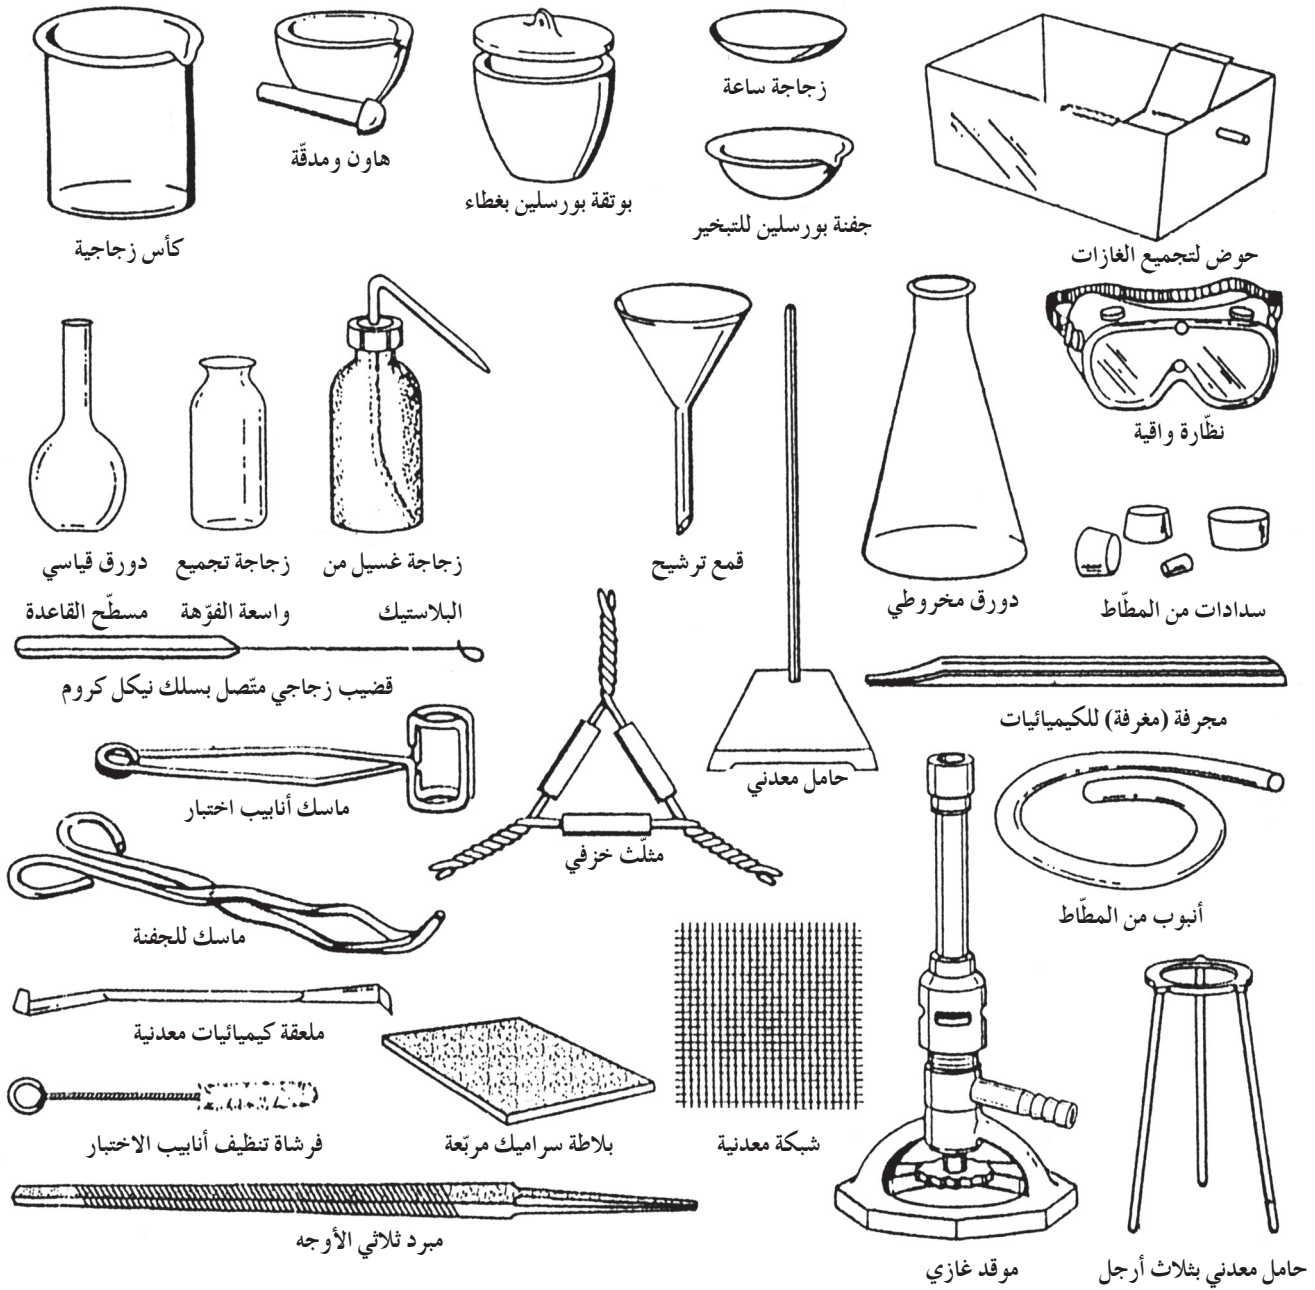 زجاجة ساعة
هاون ومدقّة
بوتقة بورسلين بغطاء
جفنة بورسلين للتبخير
كأس زجاجية
حوض لتجميع الغازات
نظّارة واقية
دورق قياسي
مسطّح القاعدة
زجاجة تجميع
واسعة الفوّهة
زجاجة غسيل من
البلاستيك
قمع ترشيح
دورق مخروطي
سدادات من المطّاط
قضيب زجاجي متّصل بسلك نيكل كروم
مجرفة (مغرفة) للكيميائيات
حامل معدني
ماسك أنابيب اختبار
مثلّث خزفي
أنبوب من المطّاط
ماسك للجفنة
ملعقة كيميائيات معدنية
فرشاة تنظيف أنابيب الاختبار
بلاطة سراميك مربّعة
شبكة معدنية
مبرد ثلاثي الأوجه
موقد غازي
حامل معدني بثلاث أرجل